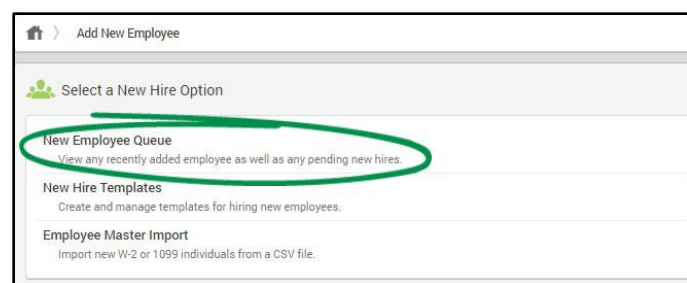 Add New Employee
Select a New Hire Option
New Employee Queue
View any recently added employee as well as any pending new hires.
New Hire Templates
Create and manage templates for hiring new employees.
Employee Master Import
Import new W-2 or 1099 individuals from a CSV file.